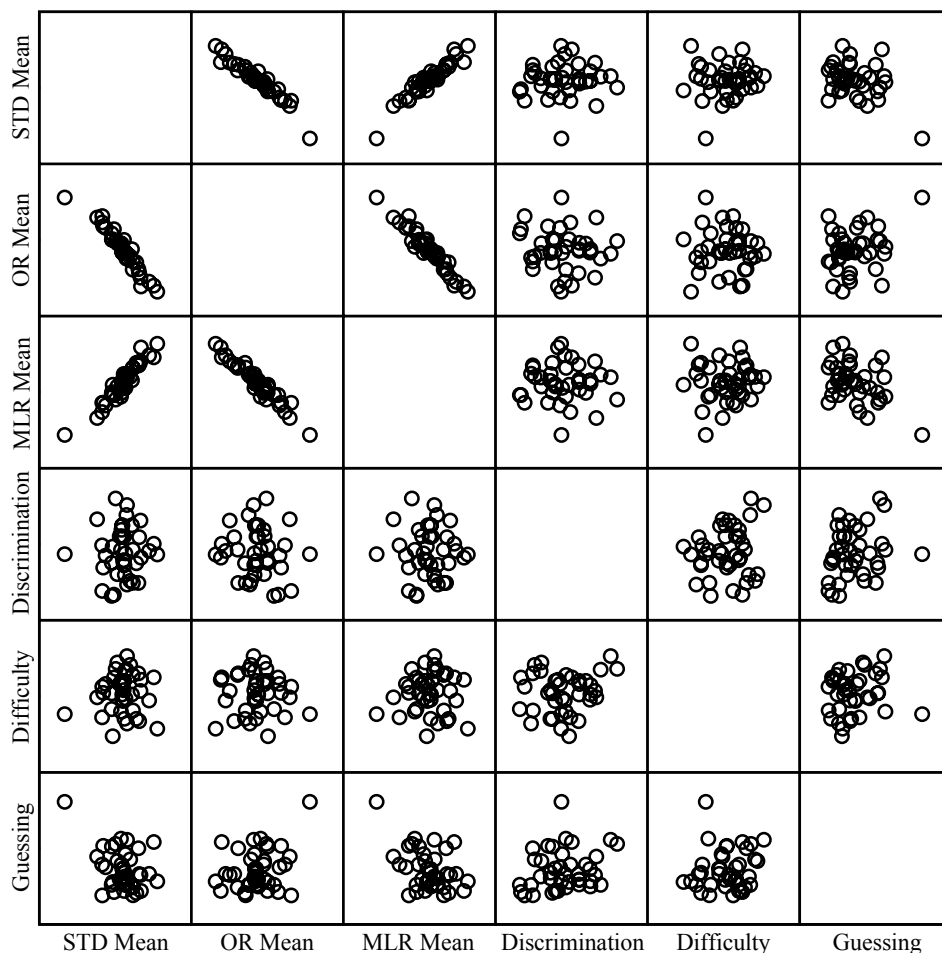 STD Mean
OR Mean
MLR Mean
Discrimination
Difficulty
Guessing
STD Mean
OR Mean
MLR Mean
Discrimination
Difficulty
Guessing